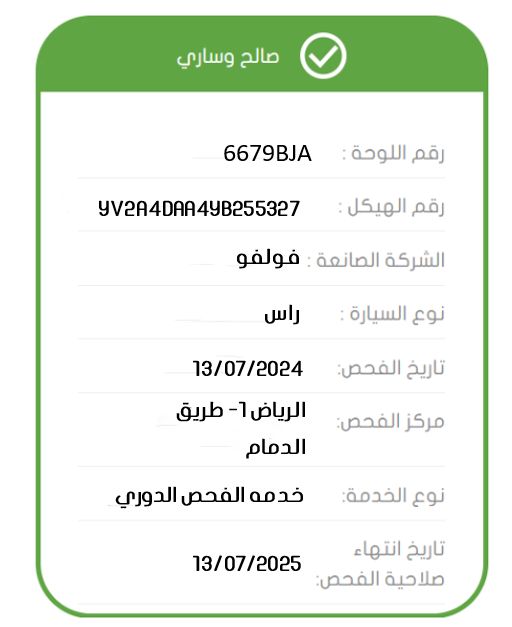 صالح وساري
رقم اللوحة : 6679BJA
رقم الهيكل : YV2A4DAA4YB255327
الشركة الصانعة : فولفو
نوع السيارة : راس
تاريخ الفحص: 13/07/2024
مركز الفحص: الرياض 1- طريق
الدمام
نوع الخدمة: خدمه الفحص الدوري
تاريخ انتهاء
صلاحية الفحص: 13/07/2025